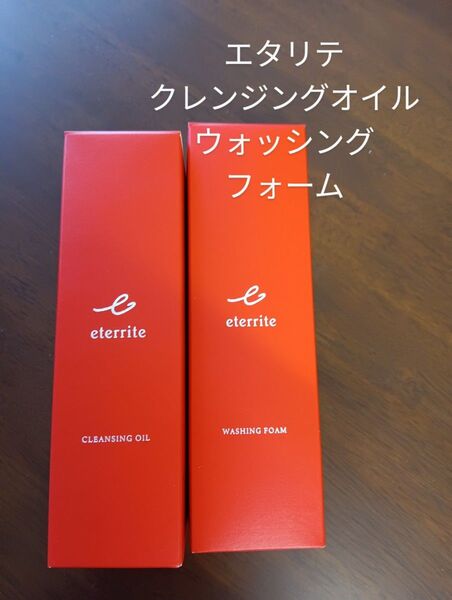 エタリテ
クレンジングオイル
ウォッシング
フォーム
e
eterrite
CLEANSING OIL
e
eterrite
WASHING FOAM